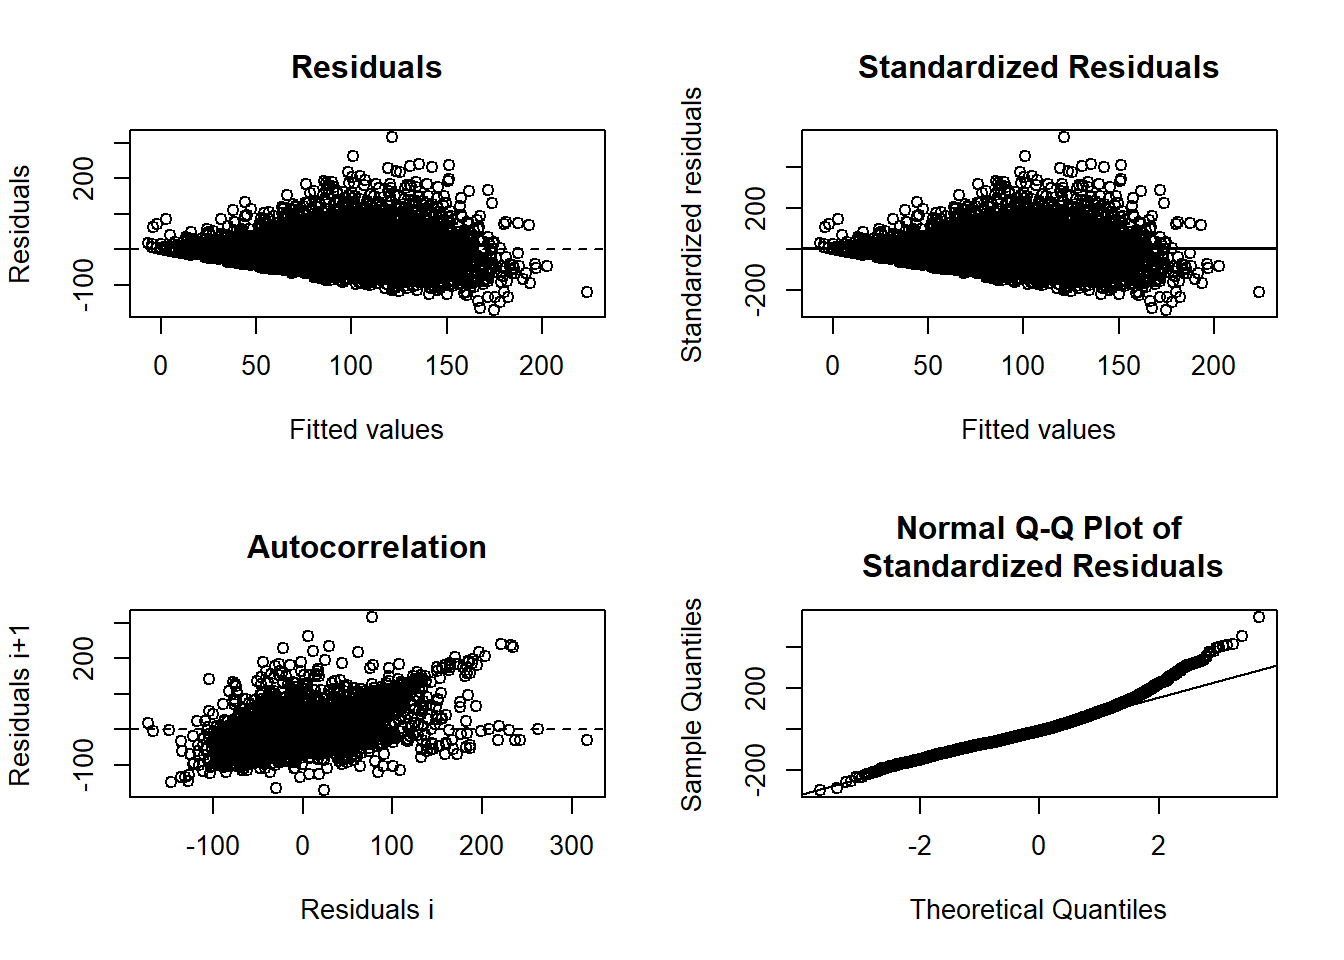 Residuals
Residuals
200
-100
0
50
100
150
200
Fitted values
Standardized Residuals
Standardized residuals
200
-200
0
50
100
150
200
Fitted values
Autocorrelation
Residuals i+1
200
-100
-100
0
100
200
300
Residuals i
Normal Q-Q Plot of
Standardized Residuals
Sample Quantiles
200
-200
-2
0
2
Theoretical Quantiles